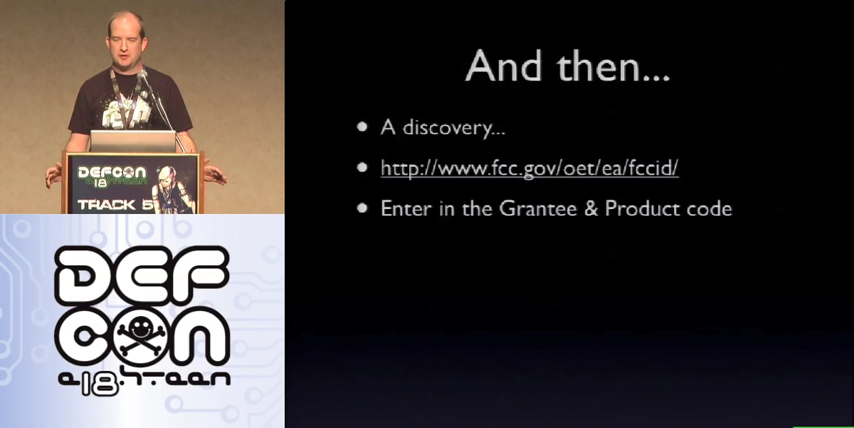 And then...
A discovery...
http://www.fcc.gov/oet/ea/fccid/
Enter in the Grantee & Product code
DEFCON
18
TRACK 5
DEF
CON
18